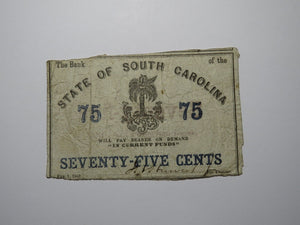 The Bank of the
STATE OF SOUTH CAROLINA
75 75
WILL PAY BEARER ON DEMAND
"IN CURRENT FUNDS"
SEVENTY-FIVE CENTS